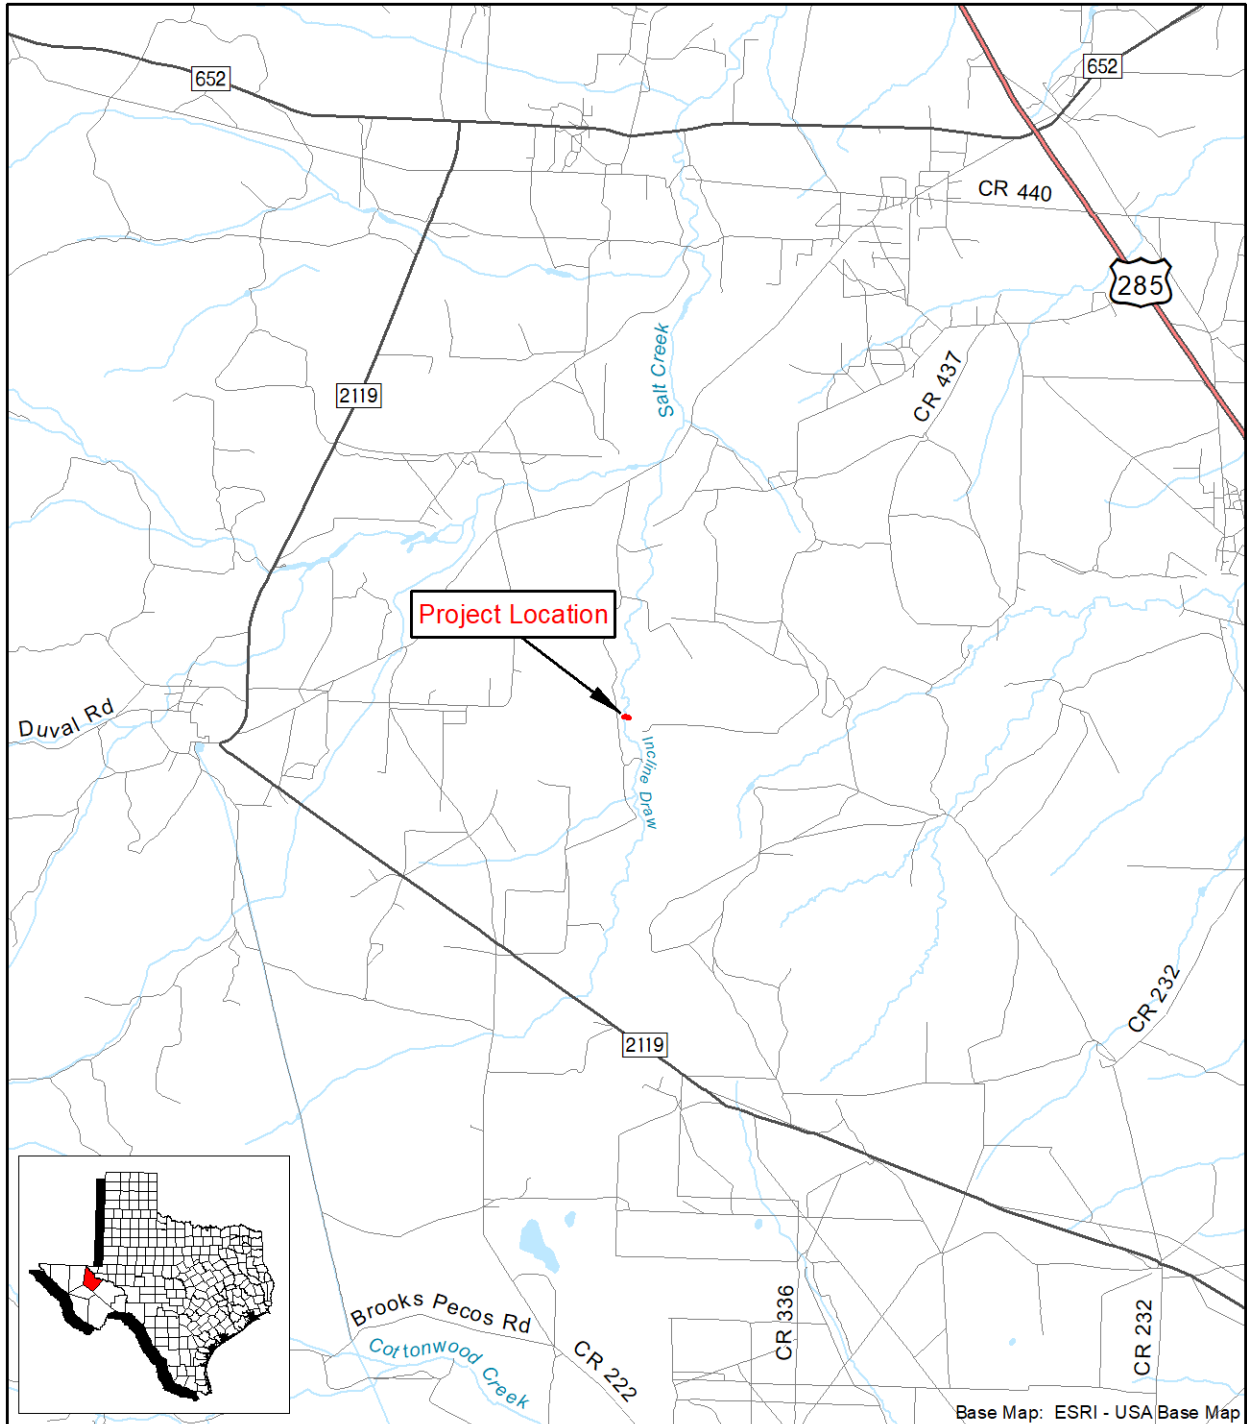 652
652
CR 440
285
Salt Creek
CR 437
2119
Project Location
Duval Rd
Incline Draw
CR 232
2119
Brooks Pecos Rd
CR 336
CR 232
Cottonwood Creek
CR 222
Base Map: ESRI - USA Base Map